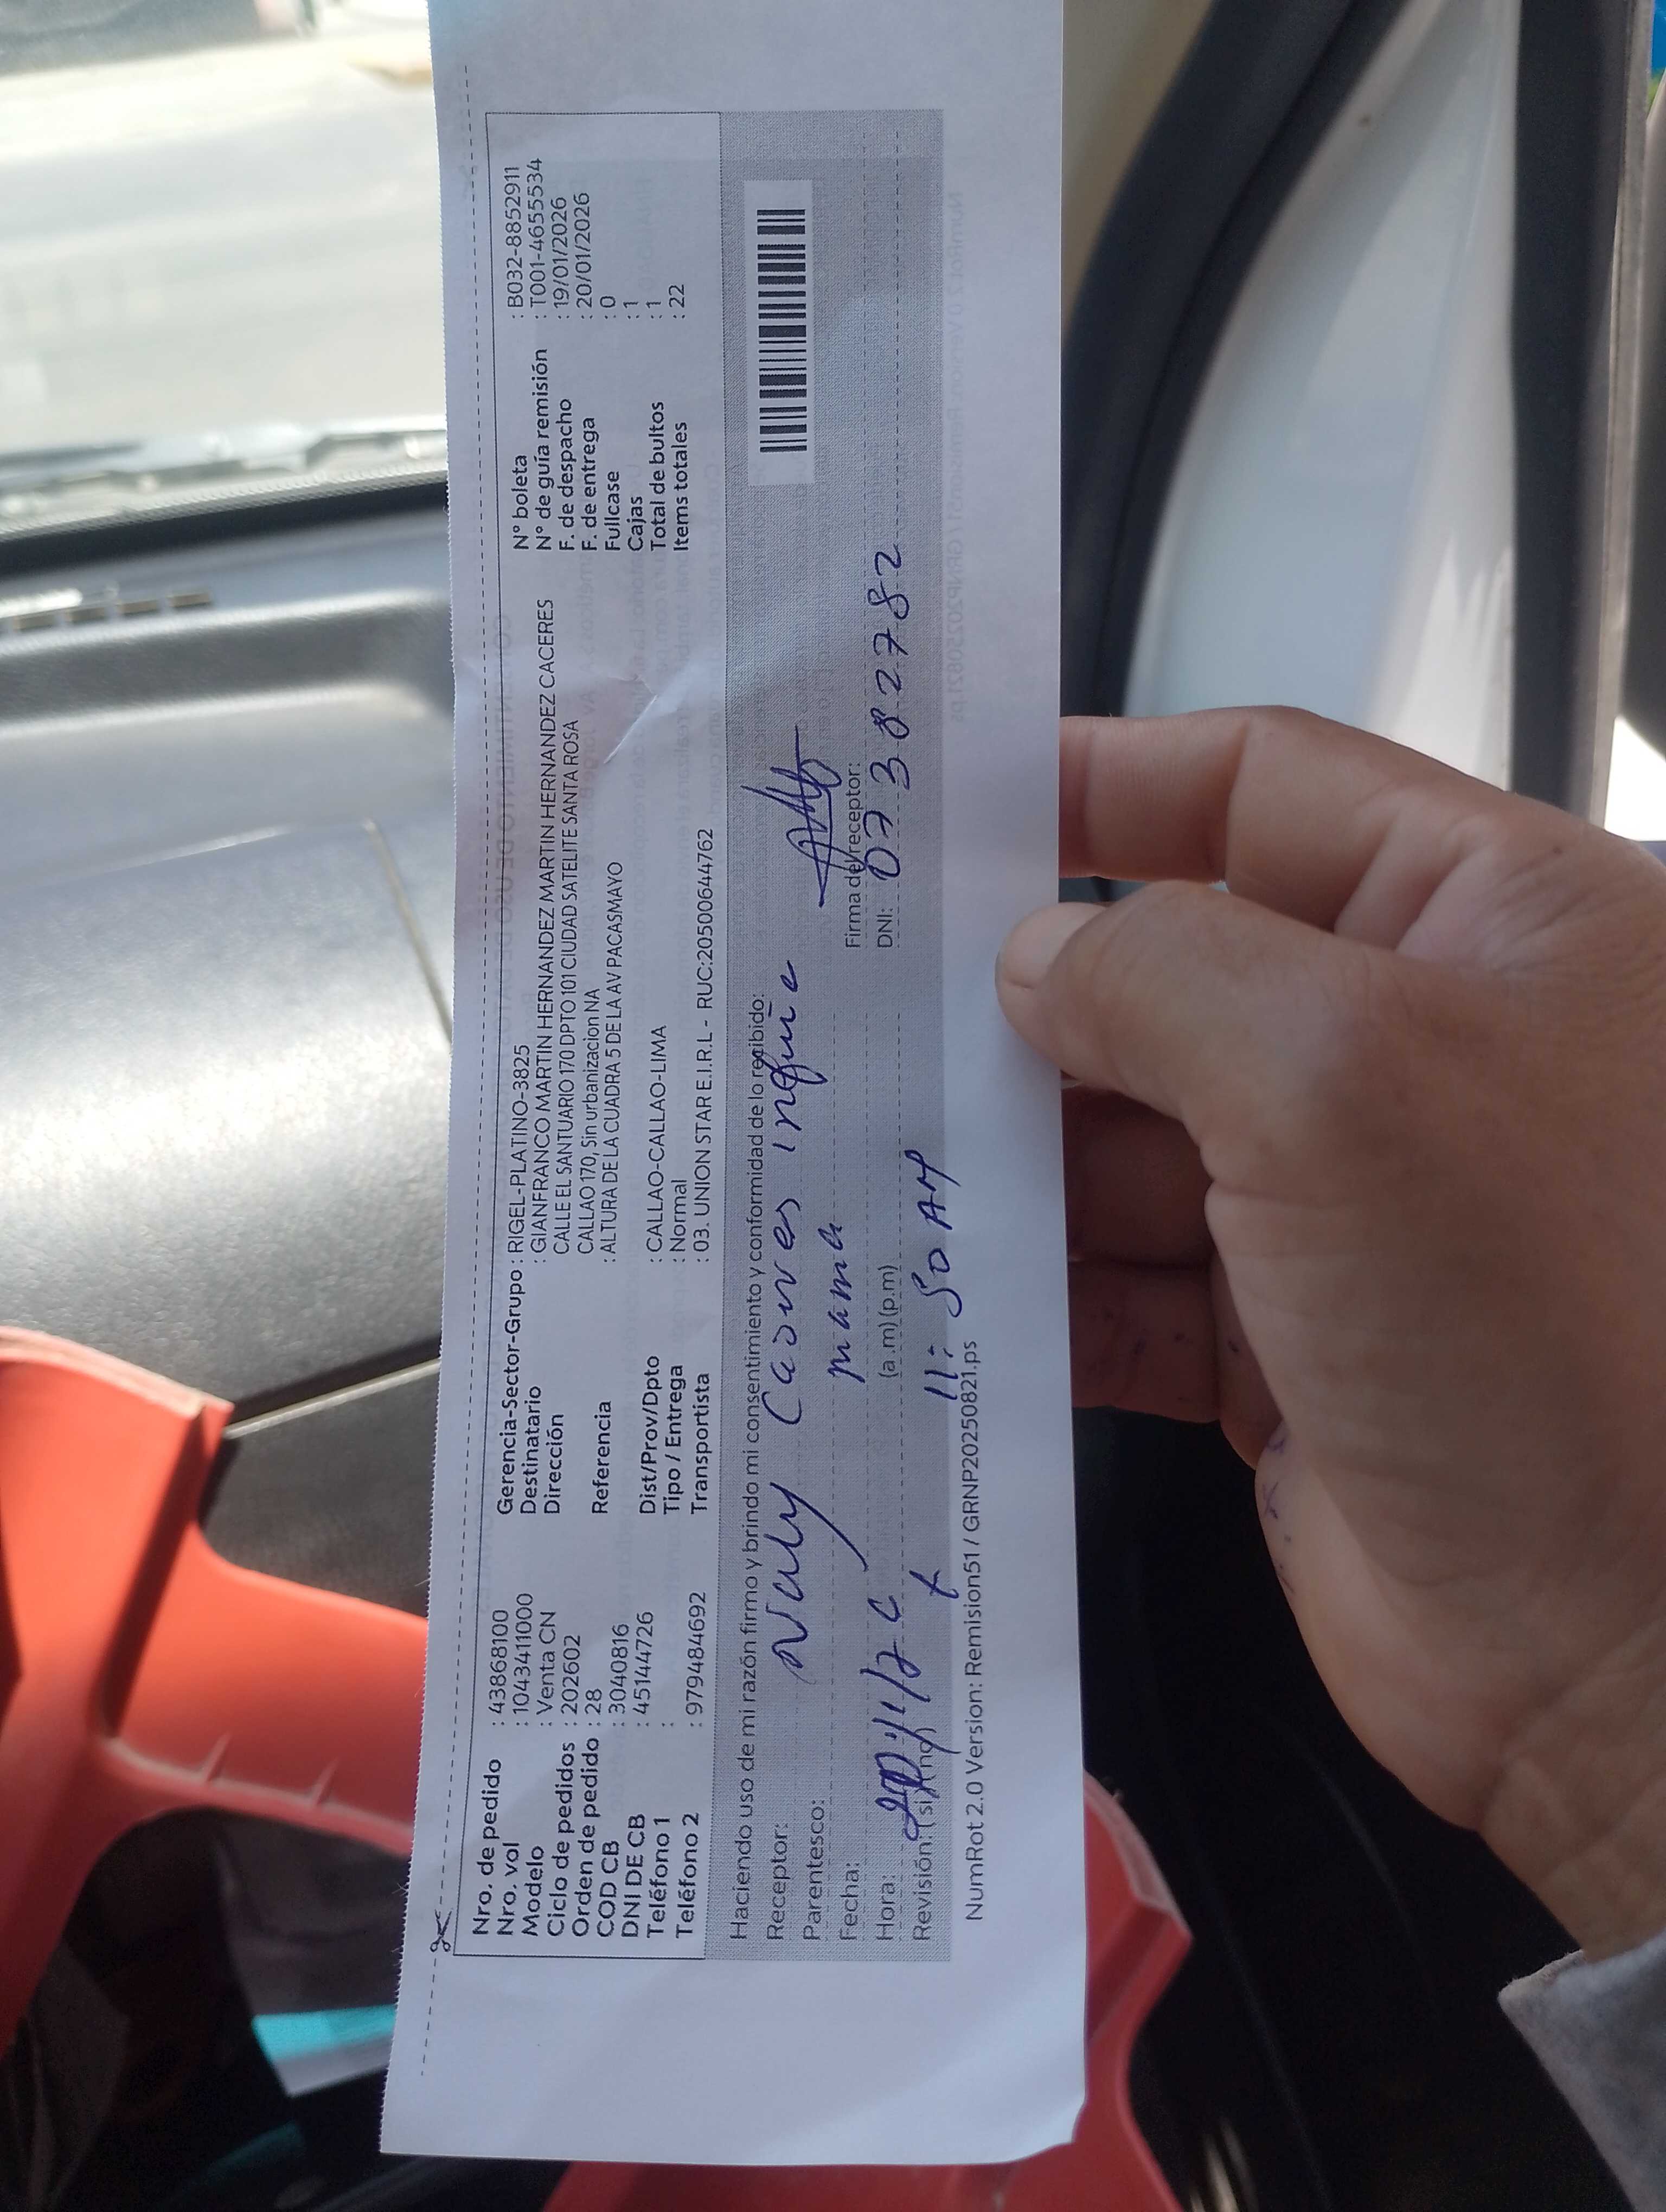 Nro. de pedido : 43868100
Nro. vol : 1043411000
Modelo : Venta CN
Ciclo de pedidos : 202602
Orden de pedido : 28
COD CB : 3040816
DNI DE CB : 45144726
Teléfono 1 :
Teléfono 2 : 979484692
Gerencia-Sector-Grupo : RIGEL-PLATINO-3825
Destinatario : GIANFRANCO MARTIN HERNANDEZ MARTIN HERNANDEZ CACERES
Dirección CALLE EL SANTUARIO 170 DPTO 101 CIUDAD SATELITE SANTA ROSA
CALLAO 170, Sin urbanizacion NA
Referencia : ALTURA DE LA CUADRA 5 DE LA AV PACASMAYO
Dist/Prov/Dpto : CALLAO-CALLAO-LIMA
Tipo / Entrega : Normal
Transportista : 03. UNION STAR E.I.R.L - RUC:20500644762
N° boleta : B032-8852911
N° de guía remisión : T001-46555534
F. de despacho : 19/01/2026
F. de entrega : 20/01/2026
Fullcase : 0
Cajas : 1
Total de bultos : 1
Items totales : 22
Haciendo uso de mi razón firmo y brindo mi consentimiento y conformidad de lo recibido:
Receptor:
Parentesco: mama
Fecha:
Hora: (a.m) (p.m) 11:50 AM
Revisión: (si) (no)
Firma del receptor:
DNI: 07382782
NumRot 2.0 Version: Remision51 / GRNP20250821.ps